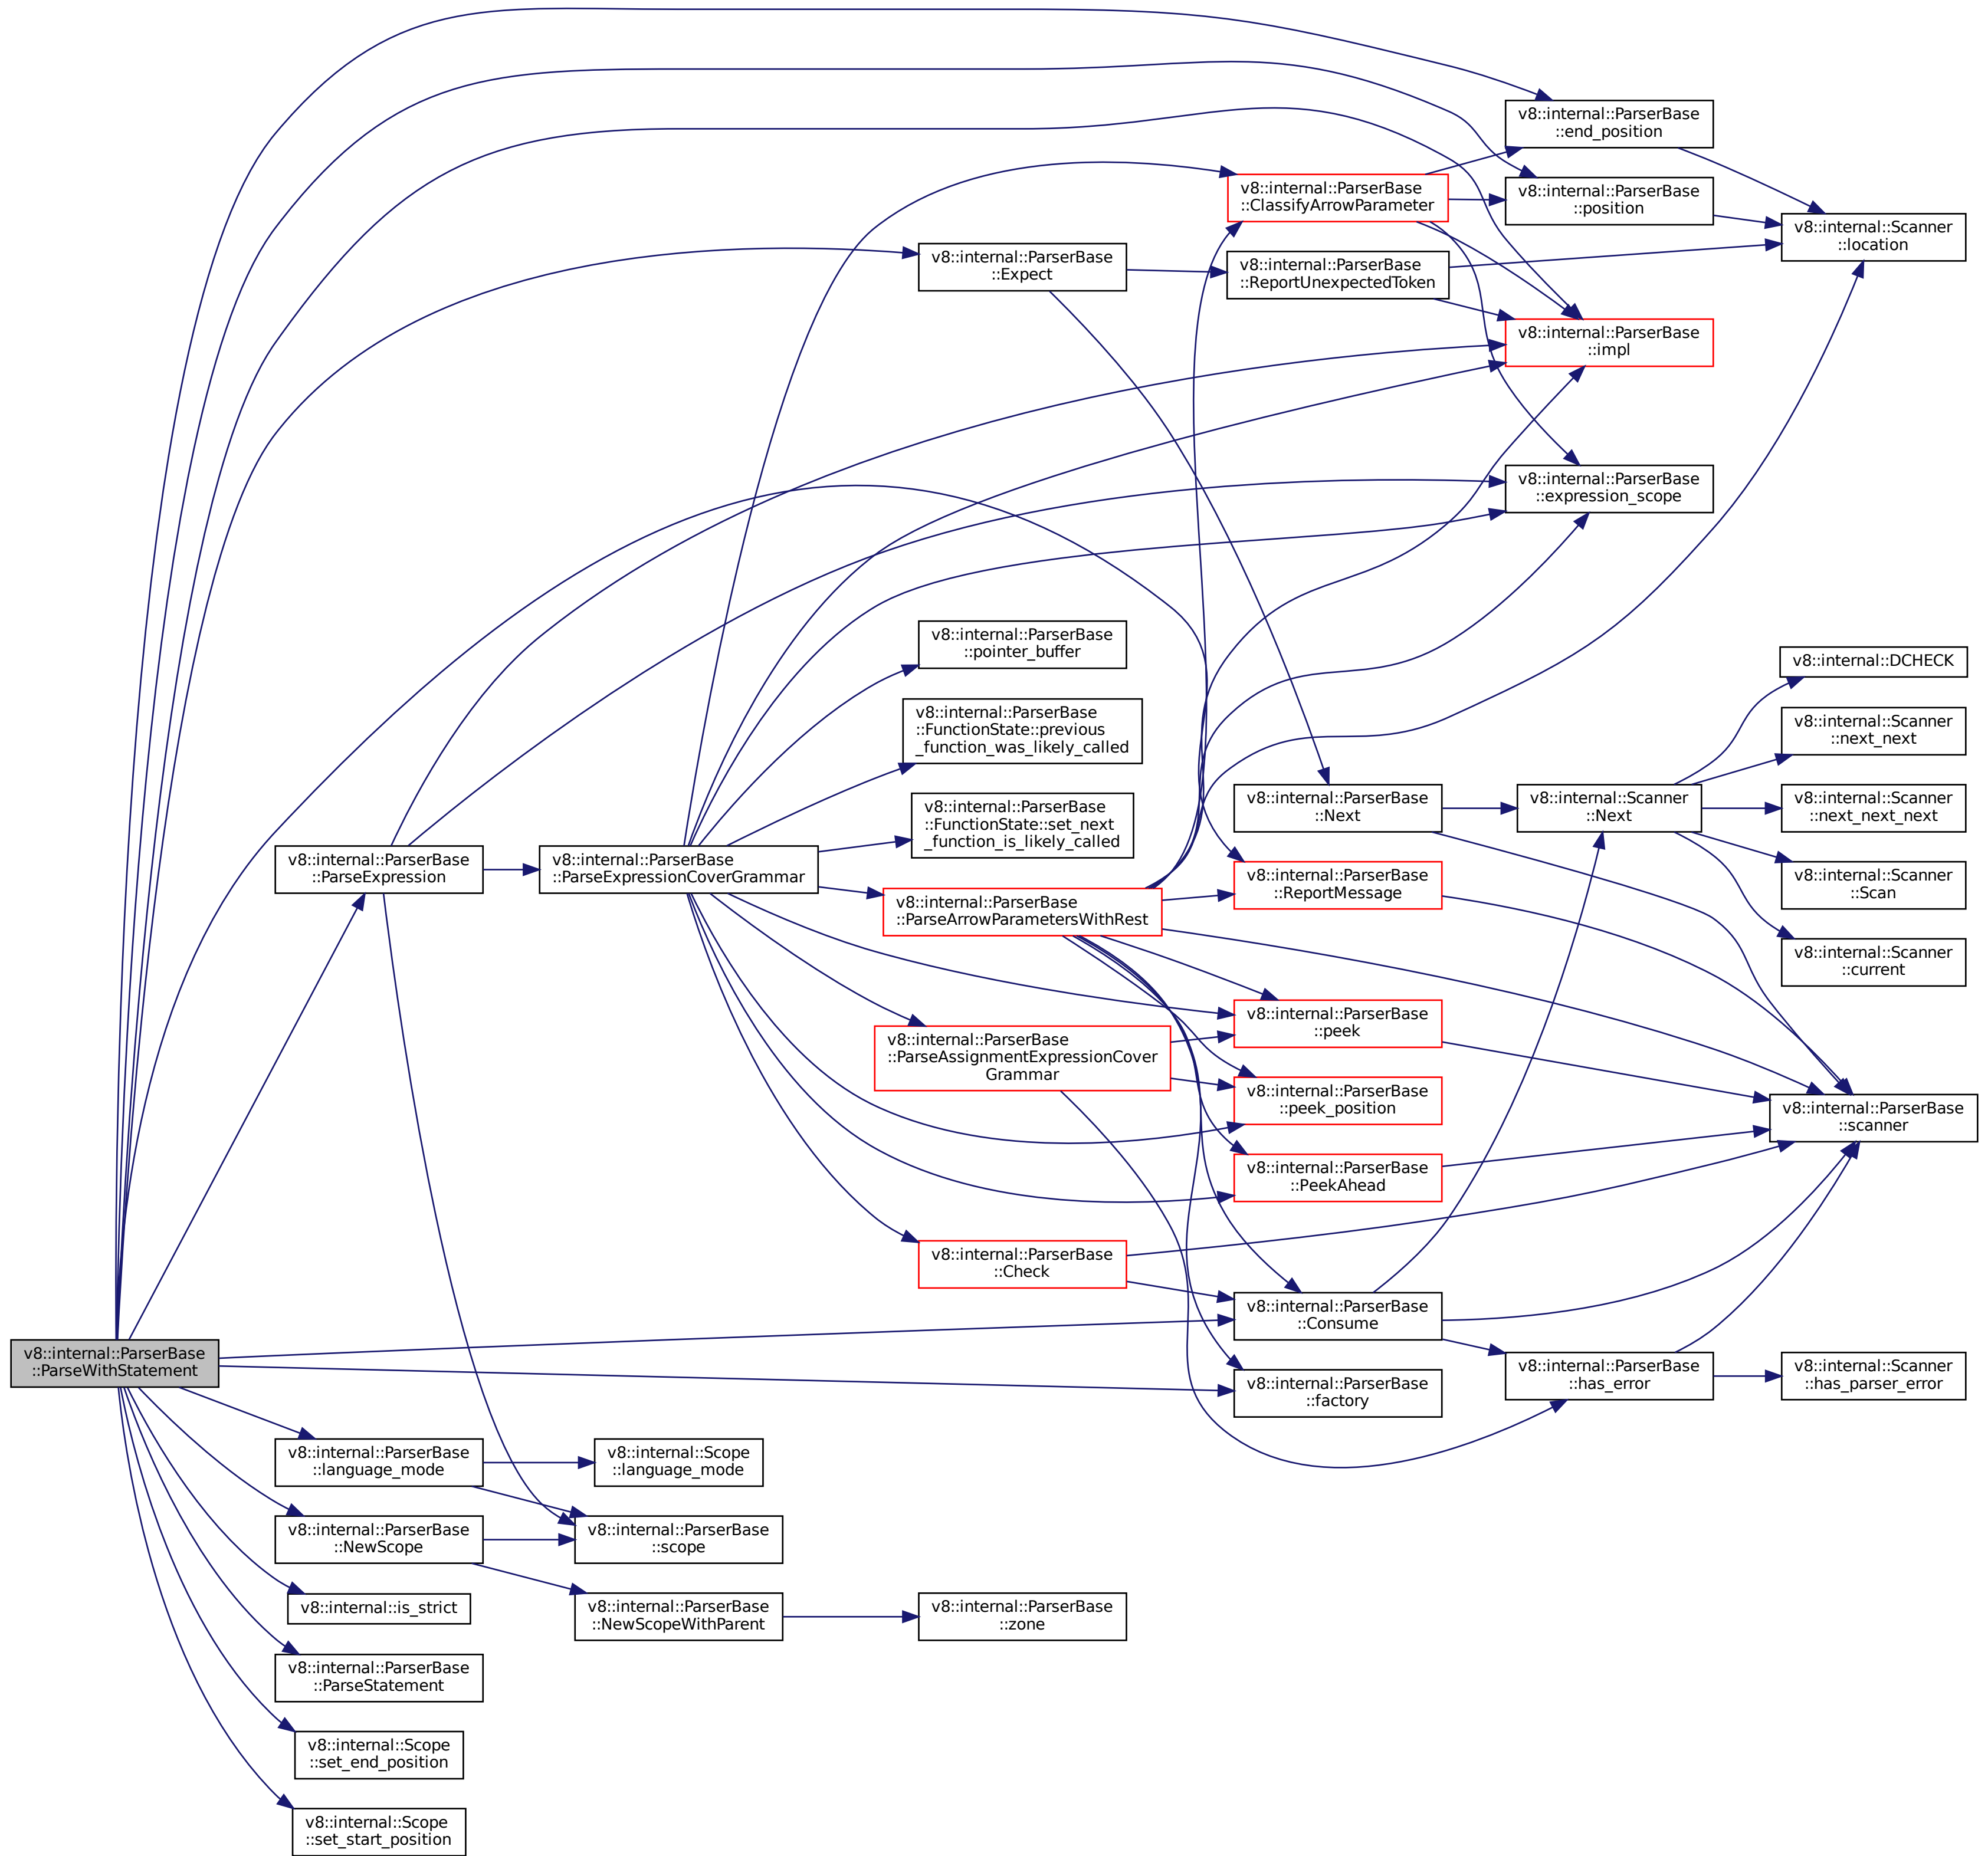 v8::internal::ParserBase
::end_position
v8::internal::ParserBase
::ClassifyArrowParameter
v8::internal::ParserBase
::position
v8::internal::Scanner
::location
v8::internal::ParserBase
::Expect
v8::internal::ParserBase
::ReportUnexpectedToken
v8::internal::ParserBase
::impl
v8::internal::ParserBase
::expression_scope
v8::internal::ParserBase
::pointer_buffer
v8::internal::DCHECK
v8::internal::ParserBase
::FunctionState::previous
_function_was_likely_called
v8::internal::Scanner
::next_next
v8::internal::ParserBase
::Next
v8::internal::Scanner
::Next
v8::internal::Scanner
::next_next_next
v8::internal::ParserBase
::FunctionState::set_next
_function_is_likely_called
v8::internal::ParserBase
::ParseExpression
v8::internal::ParserBase
::ParseExpressionCoverGrammar
v8::internal::ParserBase
::ReportMessage
v8::internal::Scanner
::Scan
v8::internal::ParserBase
::ParseArrowParametersWithRest
v8::internal::Scanner
::current
v8::internal::ParserBase
::peek
v8::internal::ParserBase
::ParseAssignmentExpressionCover
Grammar
v8::internal::ParserBase
::peek_position
v8::internal::ParserBase
::scanner
v8::internal::ParserBase
::PeekAhead
v8::internal::ParserBase
::Check
v8::internal::ParserBase
::Consume
v8::internal::ParserBase
::ParseWithStatement
v8::internal::ParserBase
::factory
v8::internal::ParserBase
::has_error
v8::internal::Scanner
::has_parser_error
v8::internal::ParserBase
::language_mode
v8::internal::Scope
::language_mode
v8::internal::ParserBase
::NewScope
v8::internal::ParserBase
::scope
v8::internal::is_strict
v8::internal::ParserBase
::NewScopeWithParent
v8::internal::ParserBase
::zone
v8::internal::ParserBase
::ParseStatement
v8::internal::Scope
::set_end_position
v8::internal::Scope
::set_start_position